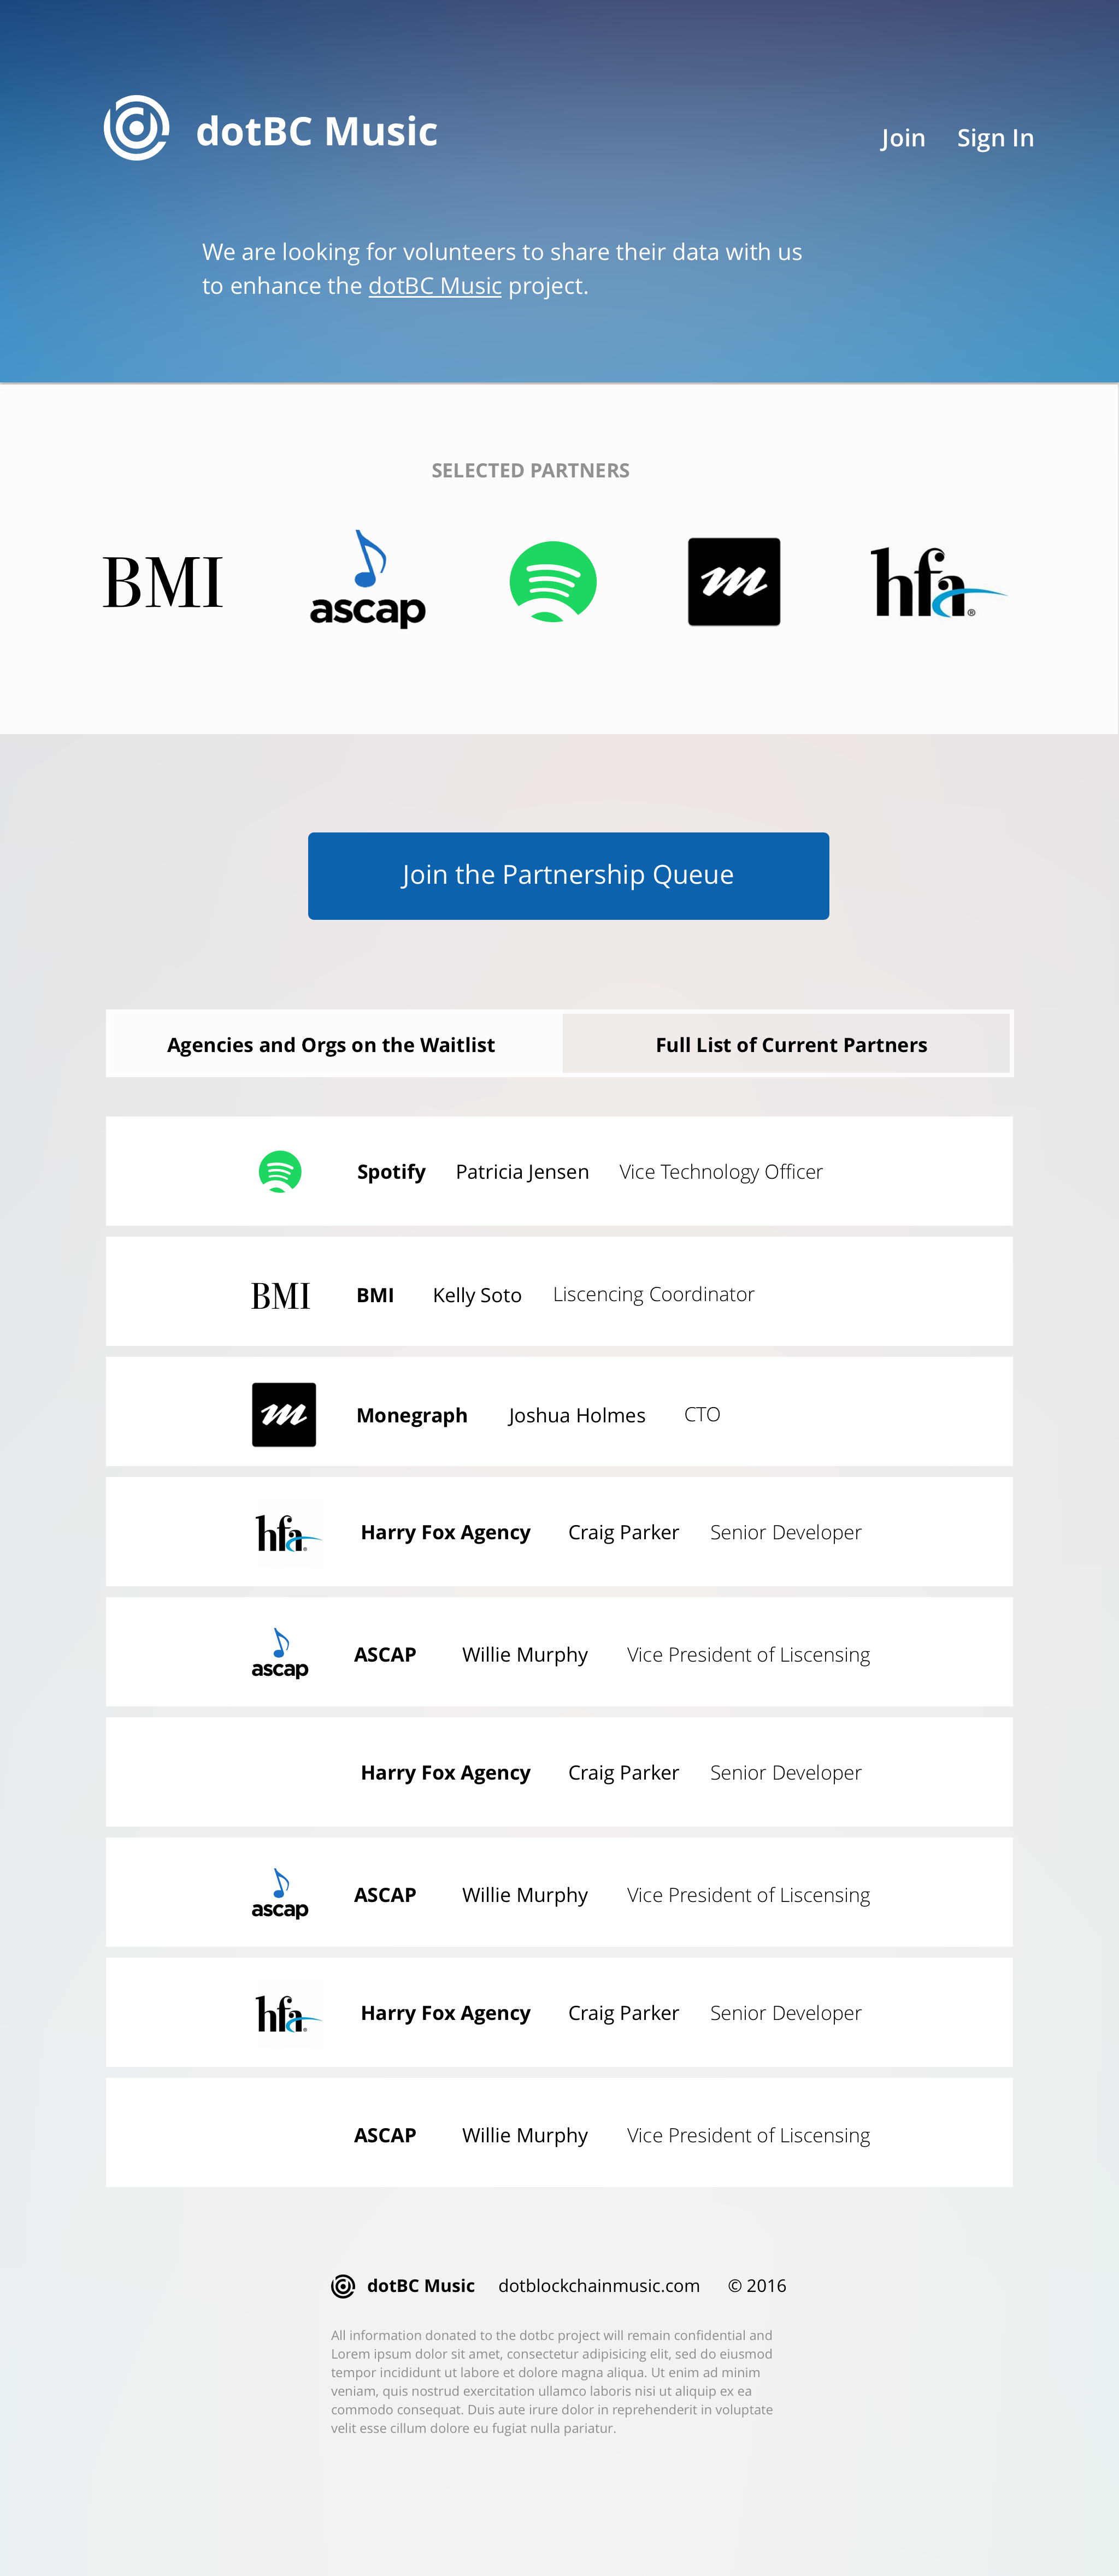 dotBC Music
Join Sign In
We are looking for volunteers to share their data with us
to enhance the dotBC Music project.
SELECTED PARTNERS
BMI ascap m hfa®
Join the Partnership Queue
Agencies and Orgs on the Waitlist Full List of Current Partners
Spotify Patricia Jensen Vice Technology Officer
BMI BMI Kelly Soto Liscencing Coordinator
m Monegraph Joshua Holmes CTO
hfa® Harry Fox Agency Craig Parker Senior Developer
ascap ASCAP Willie Murphy Vice President of Liscensing
Harry Fox Agency Craig Parker Senior Developer
ascap ASCAP Willie Murphy Vice President of Liscensing
hfa® Harry Fox Agency Craig Parker Senior Developer
ASCAP Willie Murphy Vice President of Liscensing
dotBC Music dotblockchainmusic.com © 2016
All information donated to the dotbc project will remain confidential and
Lorem ipsum dolor sit amet, consectetur adipisicing elit, sed do eiusmod
tempor incididunt ut labore et dolore magna aliqua. Ut enim ad minim
veniam, quis nostrud exercitation ullamco laboris nisi ut aliquip ex ea
commodo consequat. Duis aute irure dolor in reprehenderit in voluptate
velit esse cillum dolore eu fugiat nulla pariatur.